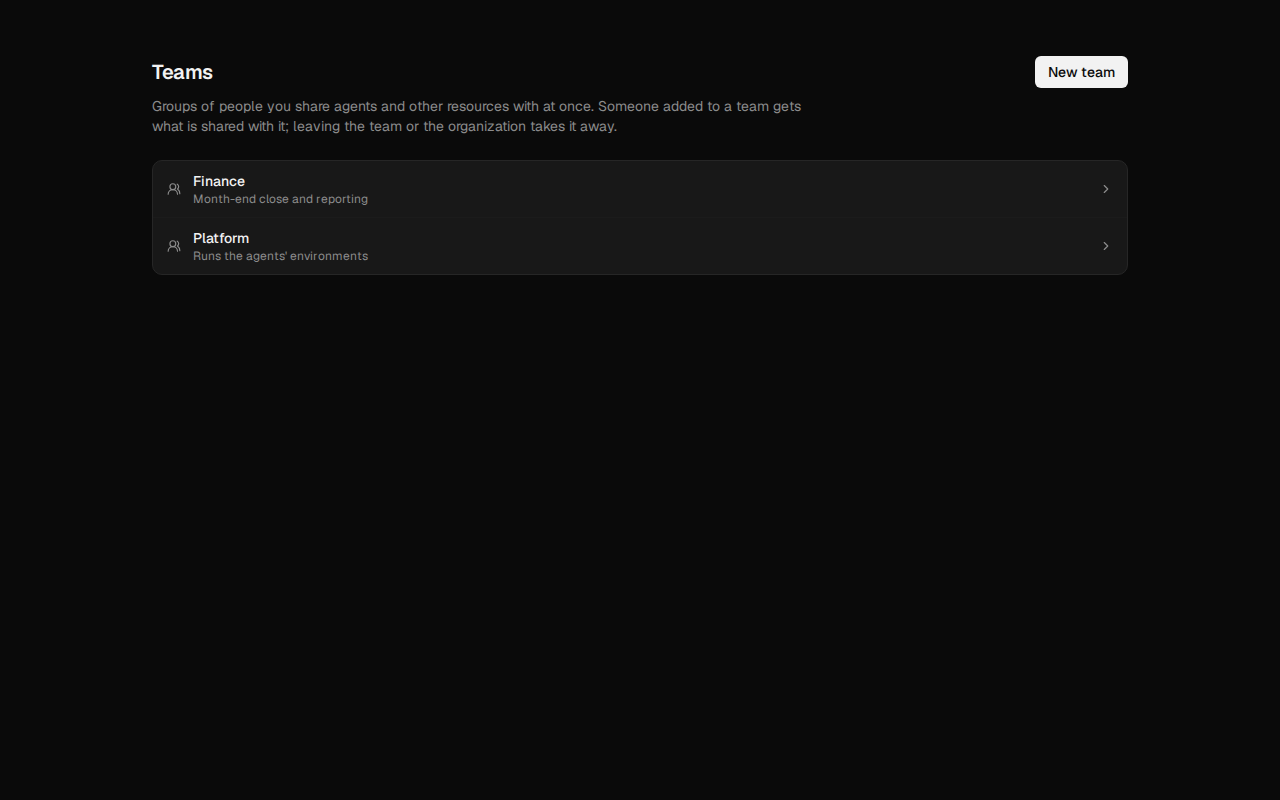 Teams
New team
Groups of people you share agents and other resources with at once. Someone added to a team gets
what is shared with it; leaving the team or the organization takes it away.
Finance
Month-end close and reporting
Platform
Runs the agents' environments